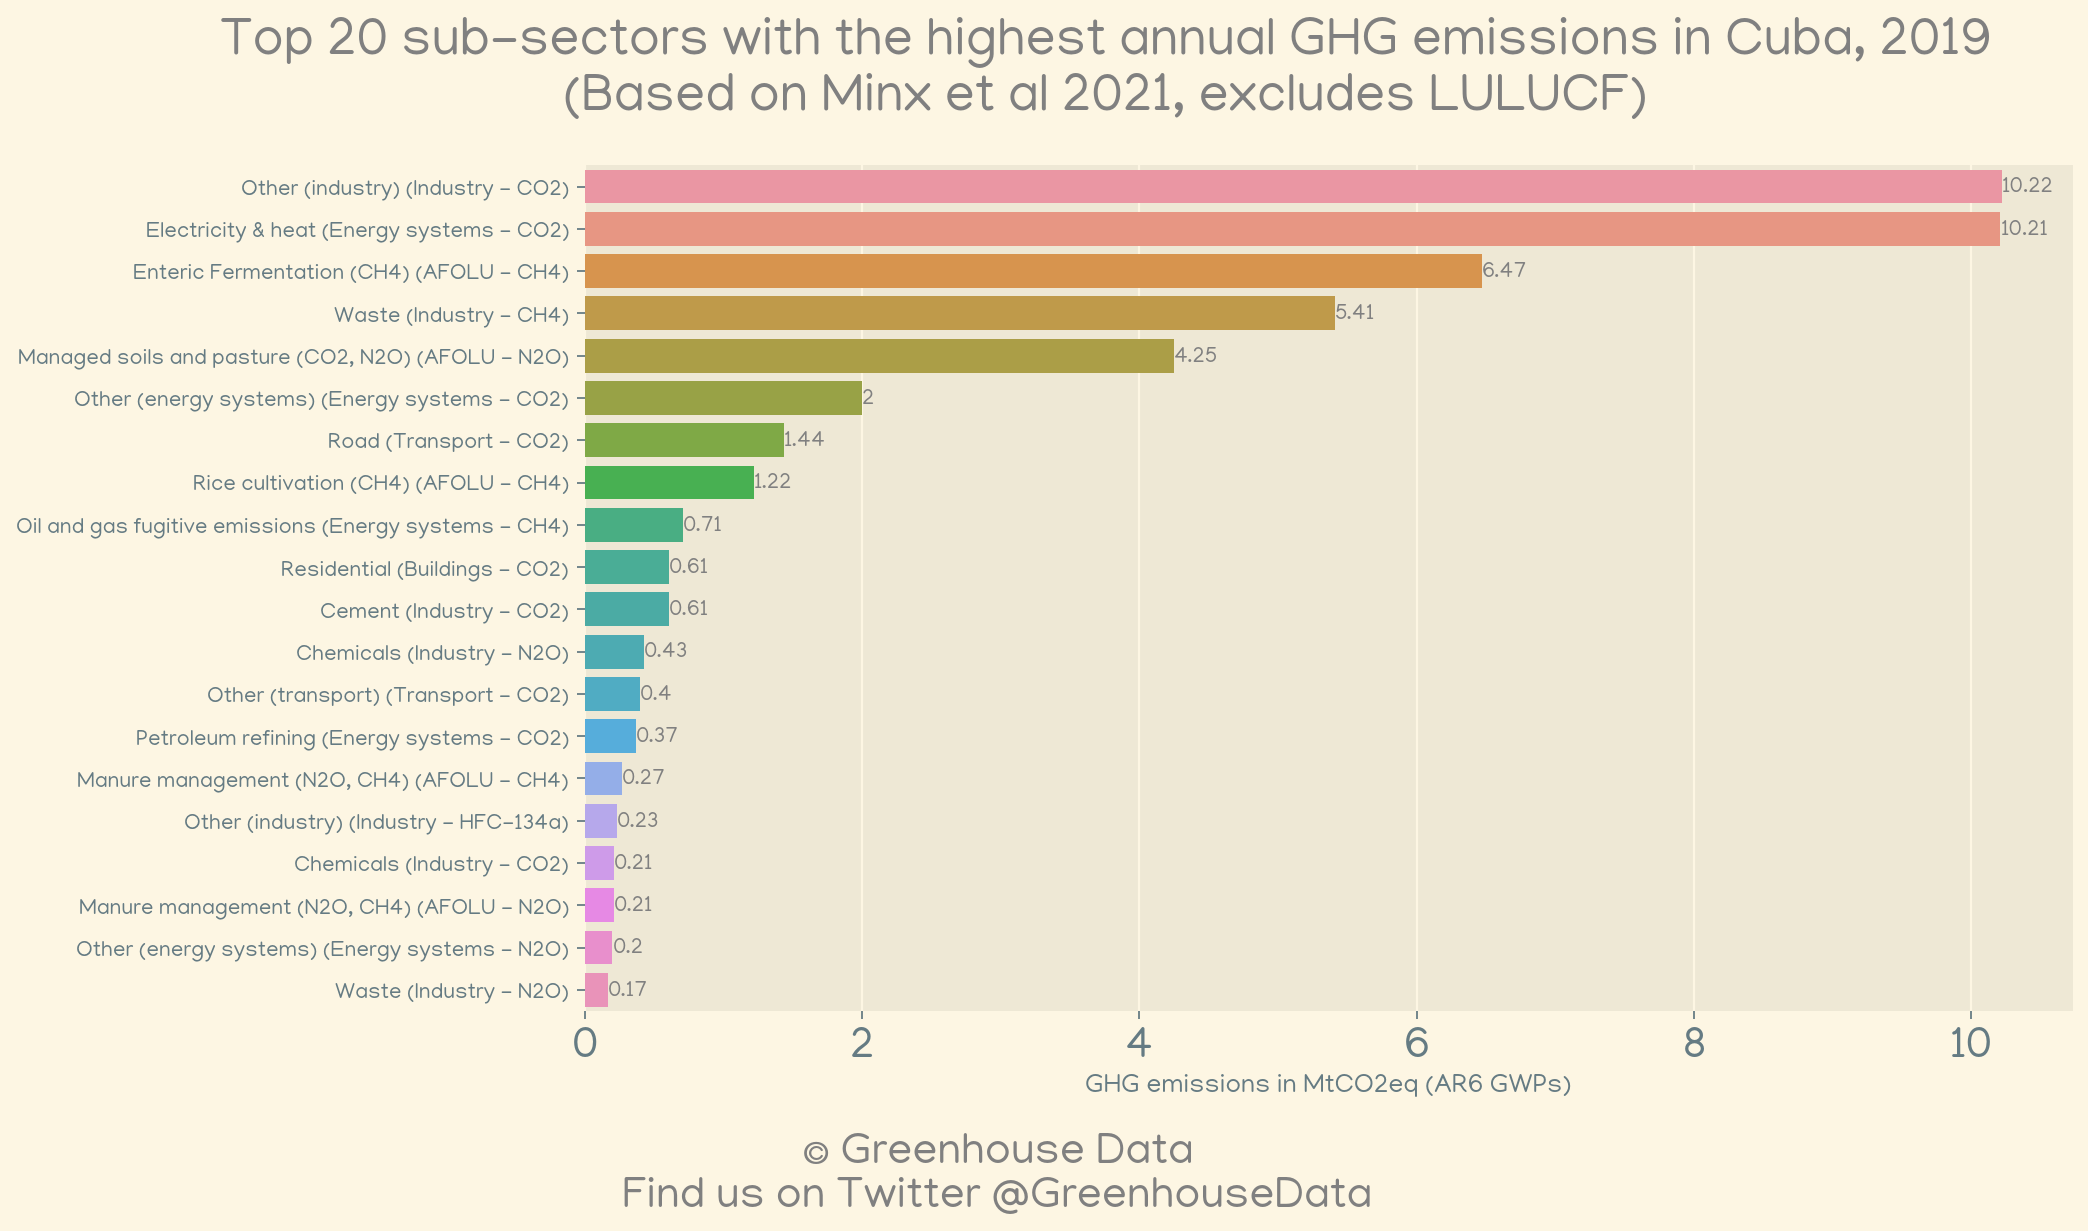 Top 20 sub-sectors with the highest annual GHG emissions in Cuba, 2019
(Based on Minx et al 2021, excludes LULUCF)
Other (industry) (Industry - CO2) 10.22
Electricity & heat (Energy systems - CO2) 10.21
Enteric Fermentation (CH4) (AFOLU - CH4) 6.47
Waste (Industry - CH4) 5.41
Managed soils and pasture (CO2, N2O) (AFOLU - N2O) 4.25
Other (energy systems) (Energy systems - CO2) 2
Road (Transport - CO2) 1.44
Rice cultivation (CH4) (AFOLU - CH4) 1.22
Oil and gas fugitive emissions (Energy systems - CH4) 0.71
Residential (Buildings - CO2) 0.61
Cement (Industry - CO2) 0.61
Chemicals (Industry - N2O) 0.43
Other (transport) (Transport - CO2) 0.4
Petroleum refining (Energy systems - CO2) 0.37
Manure management (N2O, CH4) (AFOLU - CH4) 0.27
Other (industry) (Industry - HFC-134a) 0.23
Chemicals (Industry - CO2) 0.21
Manure management (N2O, CH4) (AFOLU - N2O) 0.21
Other (energy systems) (Energy systems - N2O) 0.2
Waste (Industry - N2O) 0.17
0 2 4 6 8 10
GHG emissions in MtCO2eq (AR6 GWPs)
© Greenhouse Data
Find us on Twitter @GreenhouseData